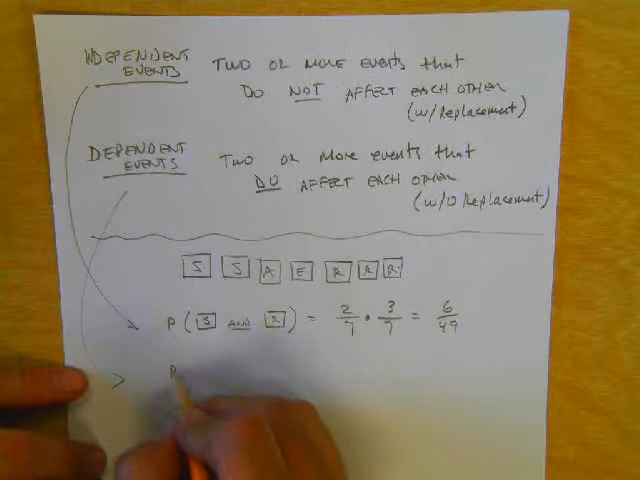 INDEPENDENT EVENTS TWO OR MORE EVENTS that
DO NOT AFFECT EACH OTHER
(w/Replacement)
DEPENDENT EVENTS TWO OR MORE EVENTS that
DO AFFECT EACH OTHER
(w/o Replacement)
S S A E R R R
P ( S AND R ) = 2/7 • 3/7 = 6/49
P